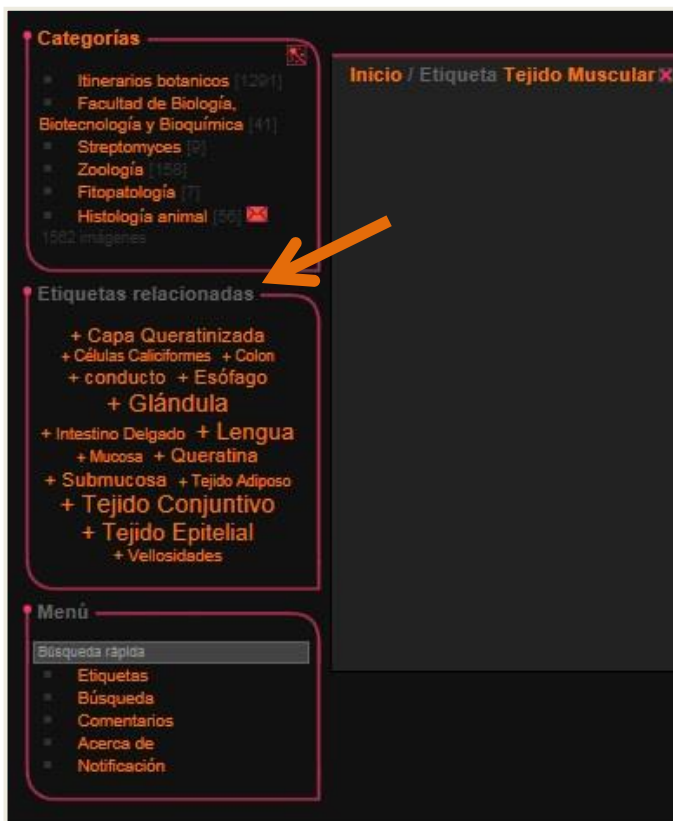 Categorías
Itinerarios botanicos [1291]
Facultad de Biología,
Biotecnología y Bioquímica [41]
Streptomyces [9]
Zoología [158]
Fitopatología [7]
Histología animal [56]
1562 imágenes
Inicio / Etiqueta Tejido Muscular
Etiquetas relacionadas
+ Capa Queratinizada
+ Células Caliciformes + Colon
+ conducto + Esófago
+ Glándula
+ Intestino Delgado + Lengua
+ Mucosa + Queratina
+ Submucosa + Tejido Adiposo
+ Tejido Conjuntivo
+ Tejido Epitelial
+ Vellosidades
Menú
Búsqueda rápida
Etiquetas
Búsqueda
Comentarios
Acerca de
Notificación